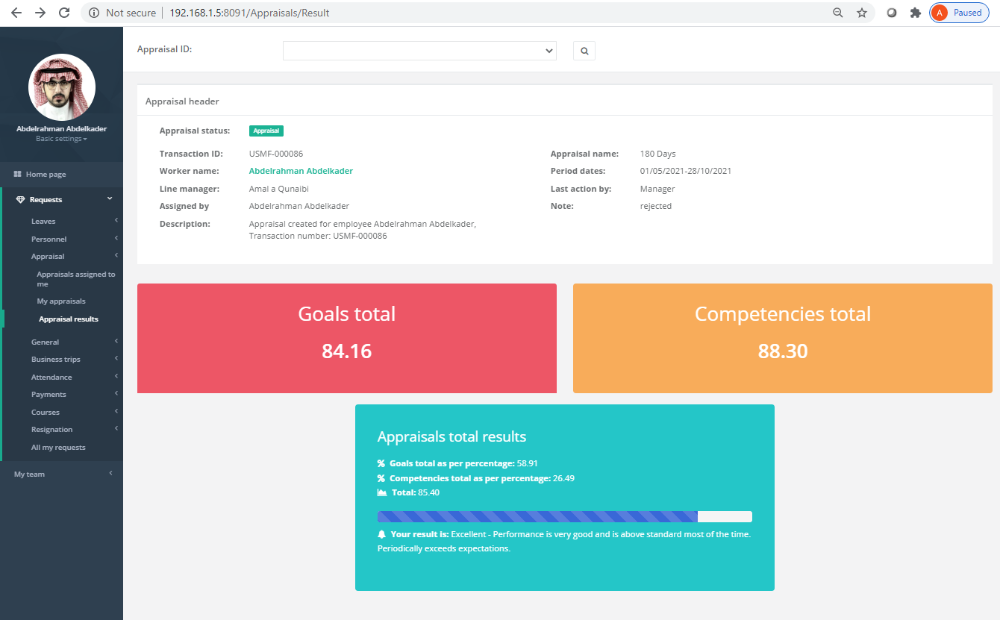 Not secure | 192.168.1.5:8091/Appraisals/Result
A Paused
Abdelrahman Abdelkader
Basic settings
Home page
Requests
Leaves
Personnel
Appraisal
Appraisals assigned to
me
My appraisals
Appraisal results
General
Business trips
Attendance
Payments
Courses
Resignation
All my requests
My team
Appraisal ID:
Appraisal header
Appraisal status: Appraisal
Transaction ID: USMF-000086 Appraisal name: 180 Days
Worker name: Abdelrahman Abdelkader Period dates: 01/05/2021-28/10/2021
Line manager: Amal a Qunaibi Last action by: Manager
Assigned by Abdelrahman Abdelkader Note: rejected
Description: Appraisal created for employee Abdelrahman Abdelkader,
Transaction number: USMF-000086
Goals total
84.16
Competencies total
88.30
Appraisals total results
% Goals total as per percentage: 58.91
% Competencies total as per percentage: 26.49
Total: 85.40
Your result is: Excellent - Performance is very good and is above standard most of the time.
Periodically exceeds expectations.